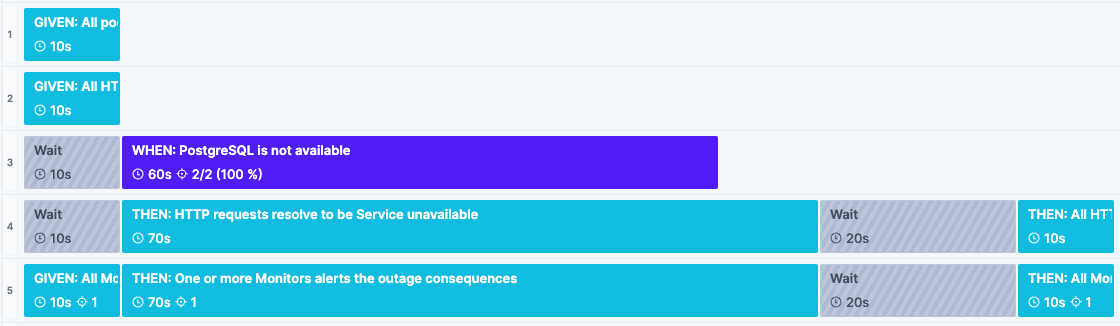 1
GIVEN: All po
10s
2
GIVEN: All HT
10s
3
Wait
10s
WHEN: PostgreSQL is not available
60s 2/2 (100 %)
4
Wait
10s
THEN: HTTP requests resolve to be Service unavailable
70s
Wait
20s
THEN: All HTT
10s
5
GIVEN: All Mo
10s 1
THEN: One or more Monitors alerts the outage consequences
70s 1
Wait
20s
THEN: All Mon
10s 1